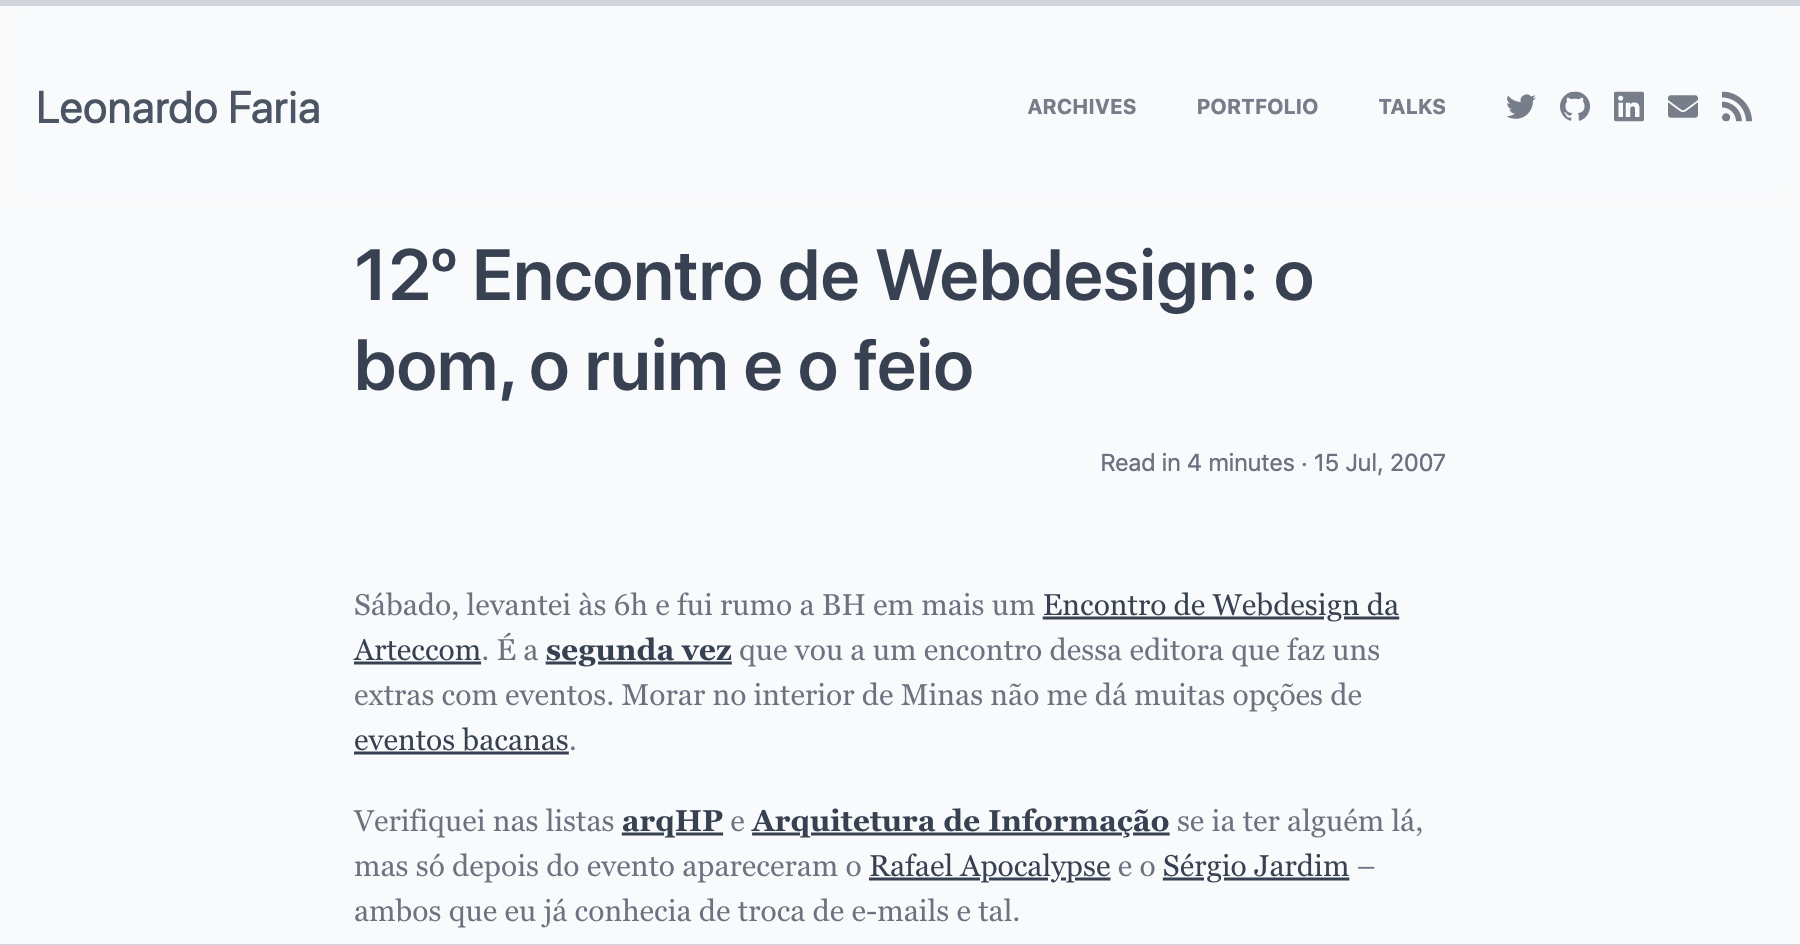 Leonardo Faria
ARCHIVES PORTFOLIO TALKS
12º Encontro de Webdesign: o
bom, o ruim e o feio
Read in 4 minutes · 15 Jul, 2007
Sábado, levantei às 6h e fui rumo a BH em mais um Encontro de Webdesign da
Arteccom. É a segunda vez que vou a um encontro dessa editora que faz uns
extras com eventos. Morar no interior de Minas não me dá muitas opções de
eventos bacanas.
Verifiquei nas listas arqHP e Arquitetura de Informação se ia ter alguém lá,
mas só depois do evento apareceram o Rafael Apocalypse e o Sérgio Jardim –
ambos que eu já conhecia de troca de e-mails e tal.